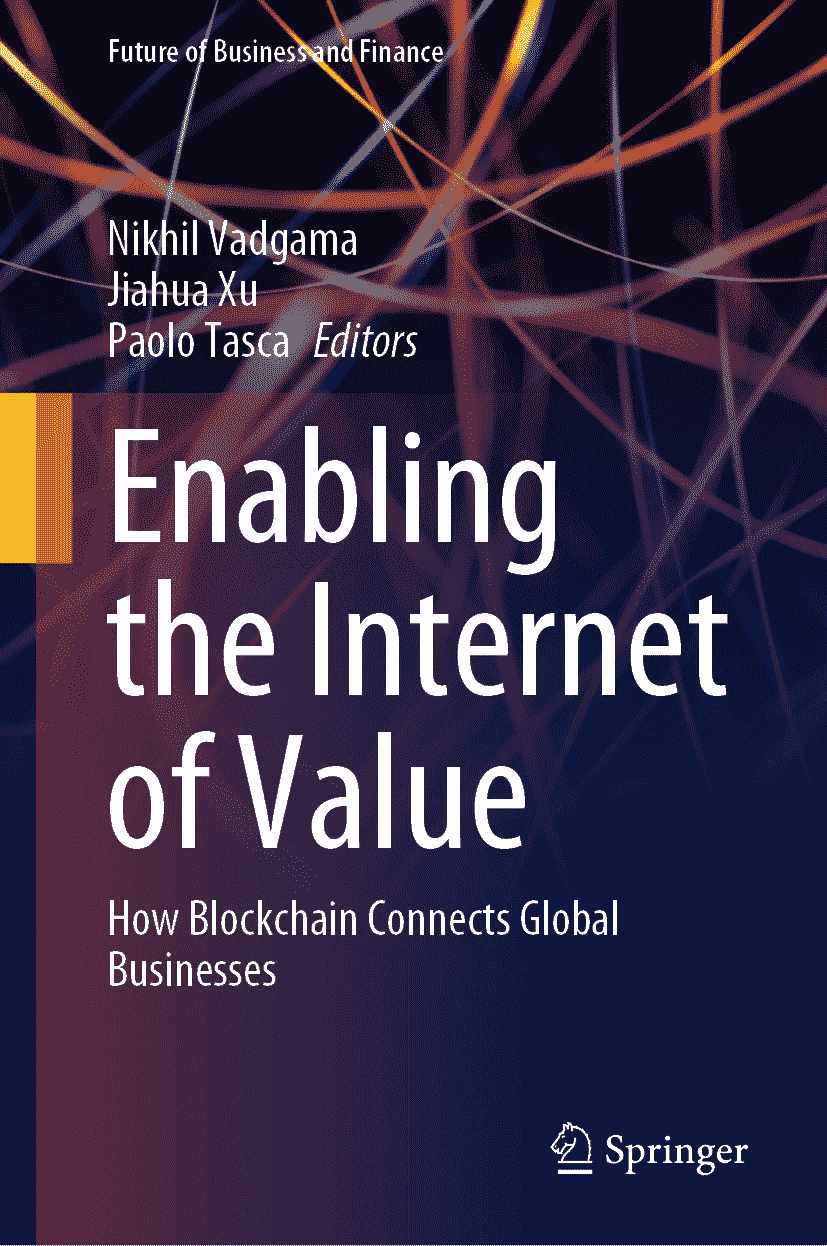 Future of Business and Finance
Nikhil Vadgama
Jiahua Xu
Paolo Tasca Editors
Enabling
the Internet
of Value
How Blockchain Connects Global
Businesses
Springer